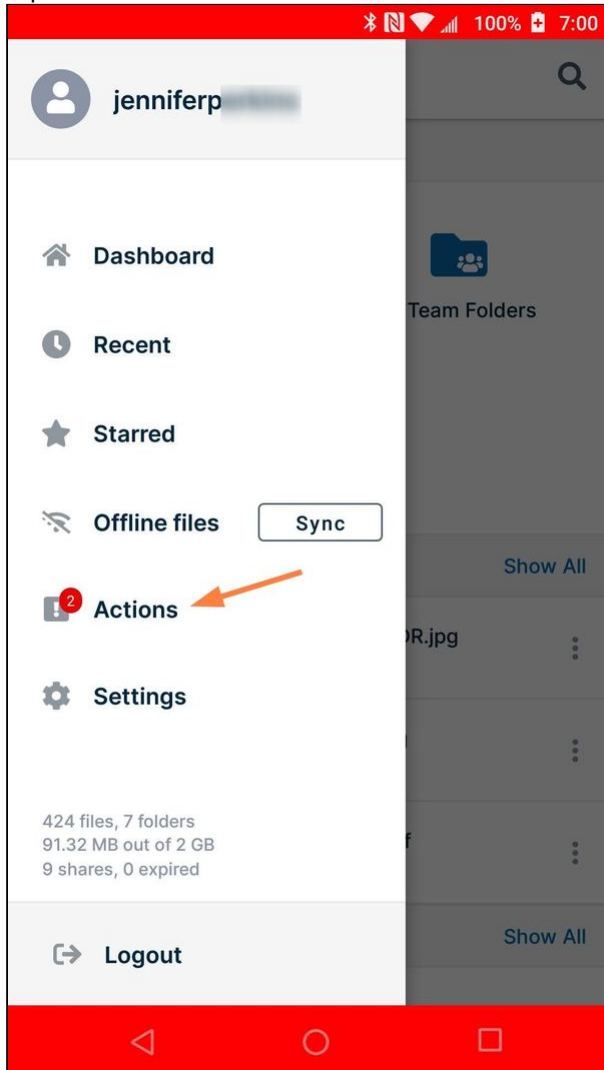 100% 7:00
jenniferp
Dashboard
Team Folders
Recent
Starred
Offline files Sync
Show All
2 Actions
R.jpg
Settings
424 files, 7 folders
91.32 MB out of 2 GB
f
9 shares, 0 expired
Show All
Logout